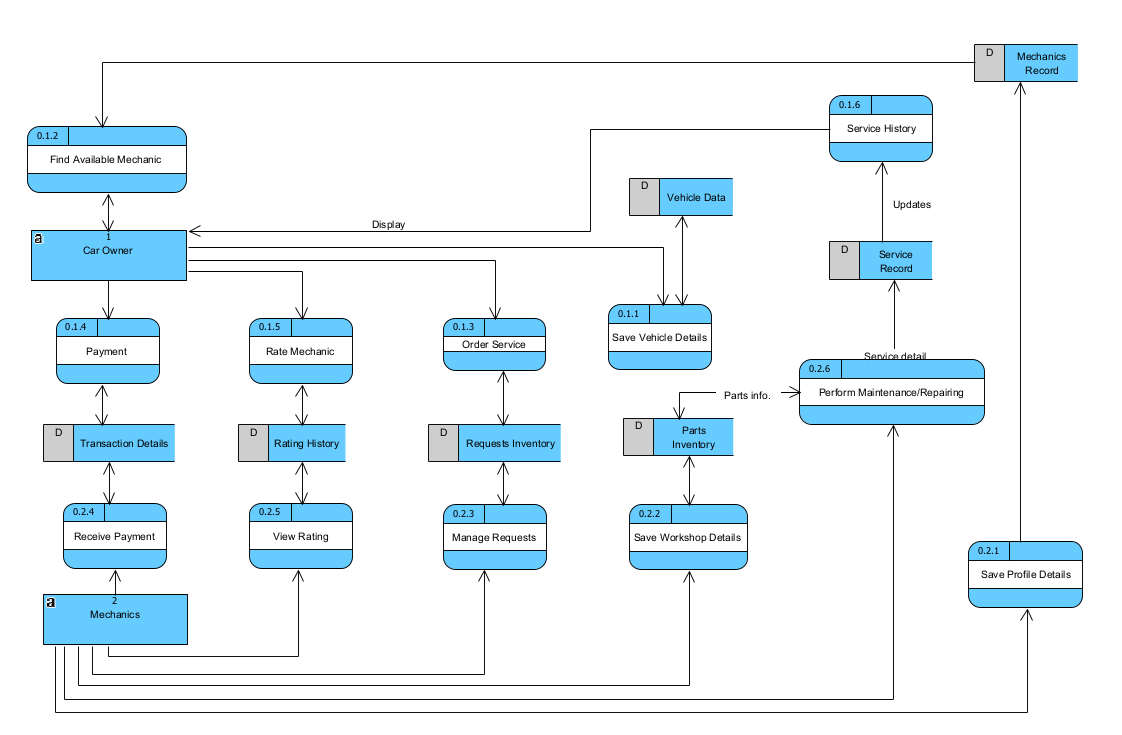 D
Mechanics
Record
0.1.6
Service History
0.1.2
Find Available Mechanic
D
Vehicle Data
Updates
Display
a
1
Car Owner
D
Service
Record
0.1.4
Payment
0.1.5
Rate Mechanic
0.1.3
Order Service
0.1.1
Save Vehicle Details
Service detail
0.2.6
Perform Maintenance/Repairing
Parts info.
D
Transaction Details
D
Rating History
D
Requests Inventory
D
Parts
Inventory
0.2.4
Receive Payment
0.2.5
View Rating
0.2.3
Manage Requests
0.2.2
Save Workshop Details
0.2.1
Save Profile Details
a
2
Mechanics